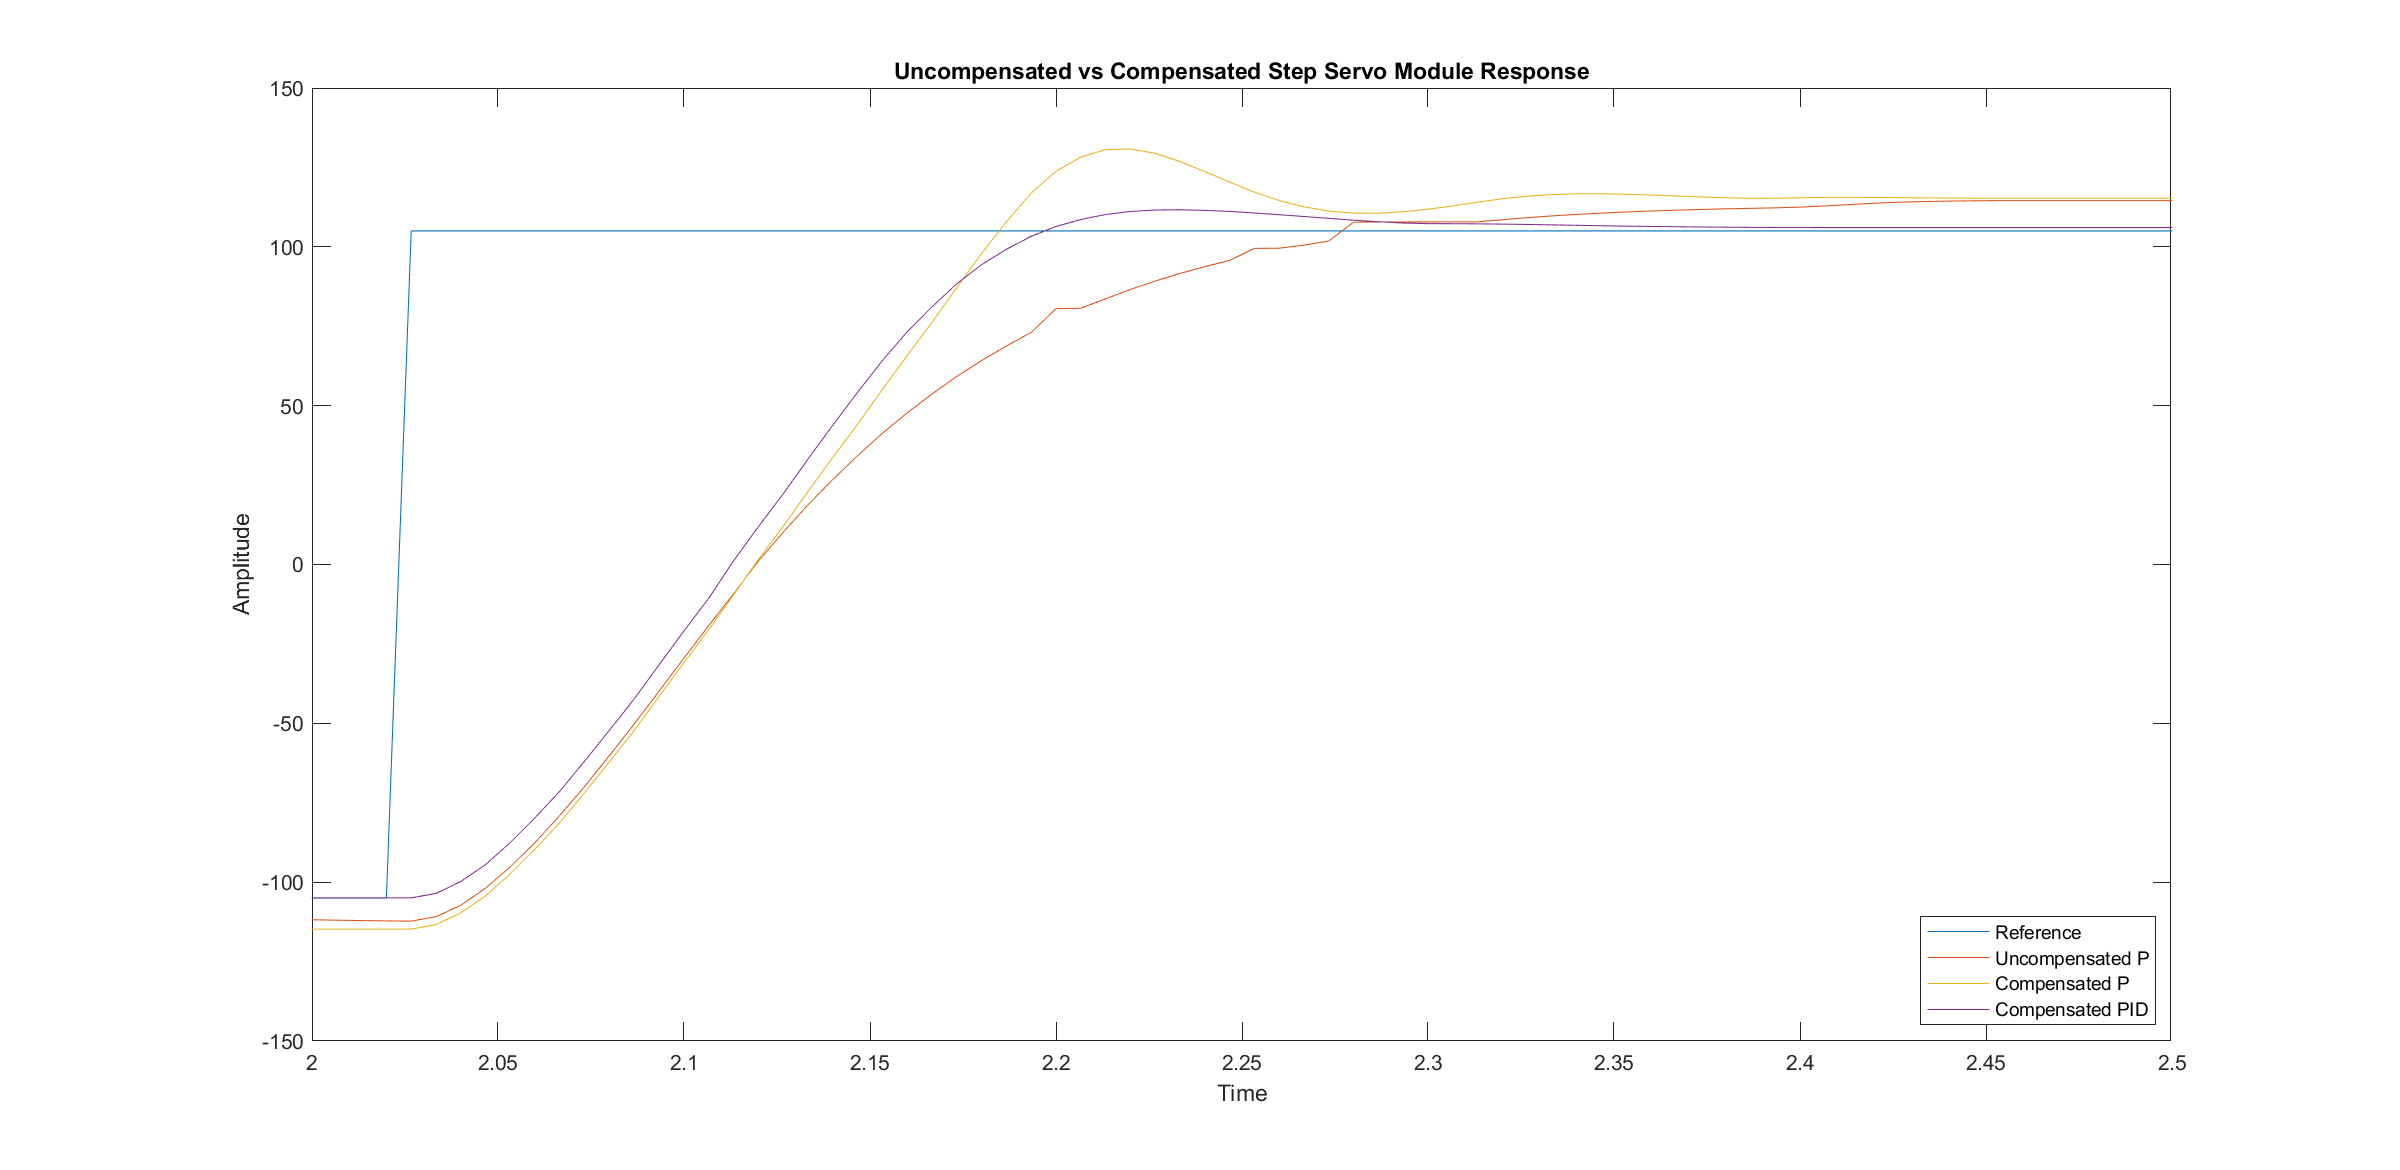 Uncompensated vs Compensated Step Servo Module Response
150
100
50
0
-50
-100
-150
Amplitude
2
2.05
2.1
2.15
2.2
2.25
2.3
2.35
2.4
2.45
2.5
Time
Reference
Uncompensated P
Compensated P
Compensated PID